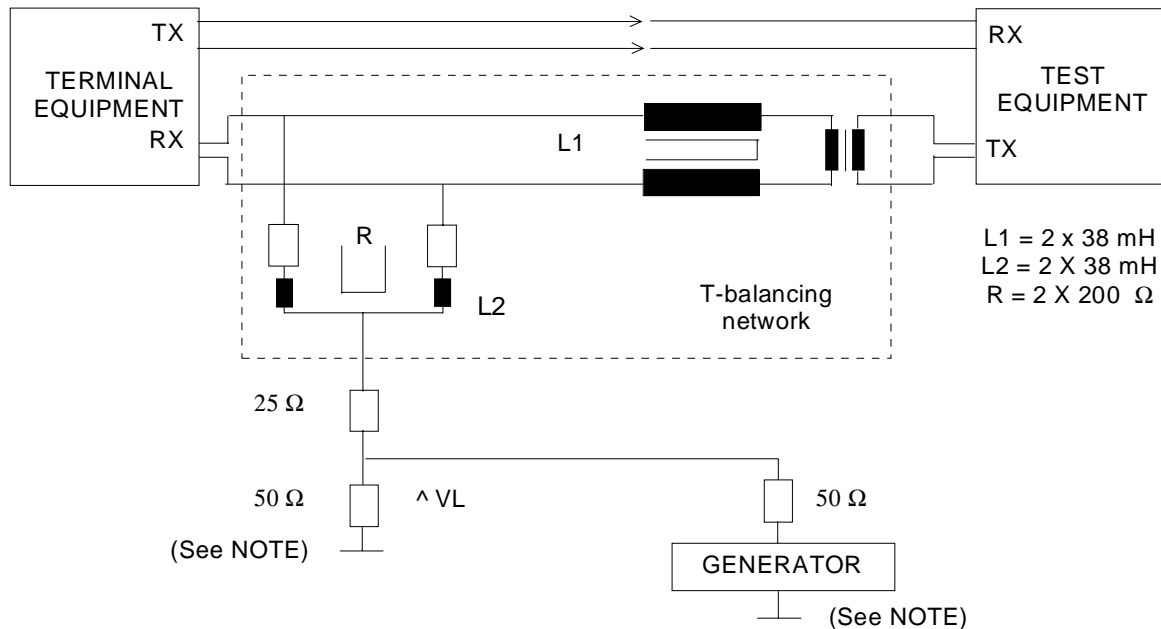 TX
TERMINAL
EQUIPMENT
RX
RX
TEST
EQUIPMENT
TX
L1
R
L2
T-balancing
network
L1 = 2 x 38 mH
L2 = 2 X 38 mH
R = 2 X 200 Ω
25 Ω
50 Ω
^ VL
(See NOTE)
50 Ω
GENERATOR
(See NOTE)